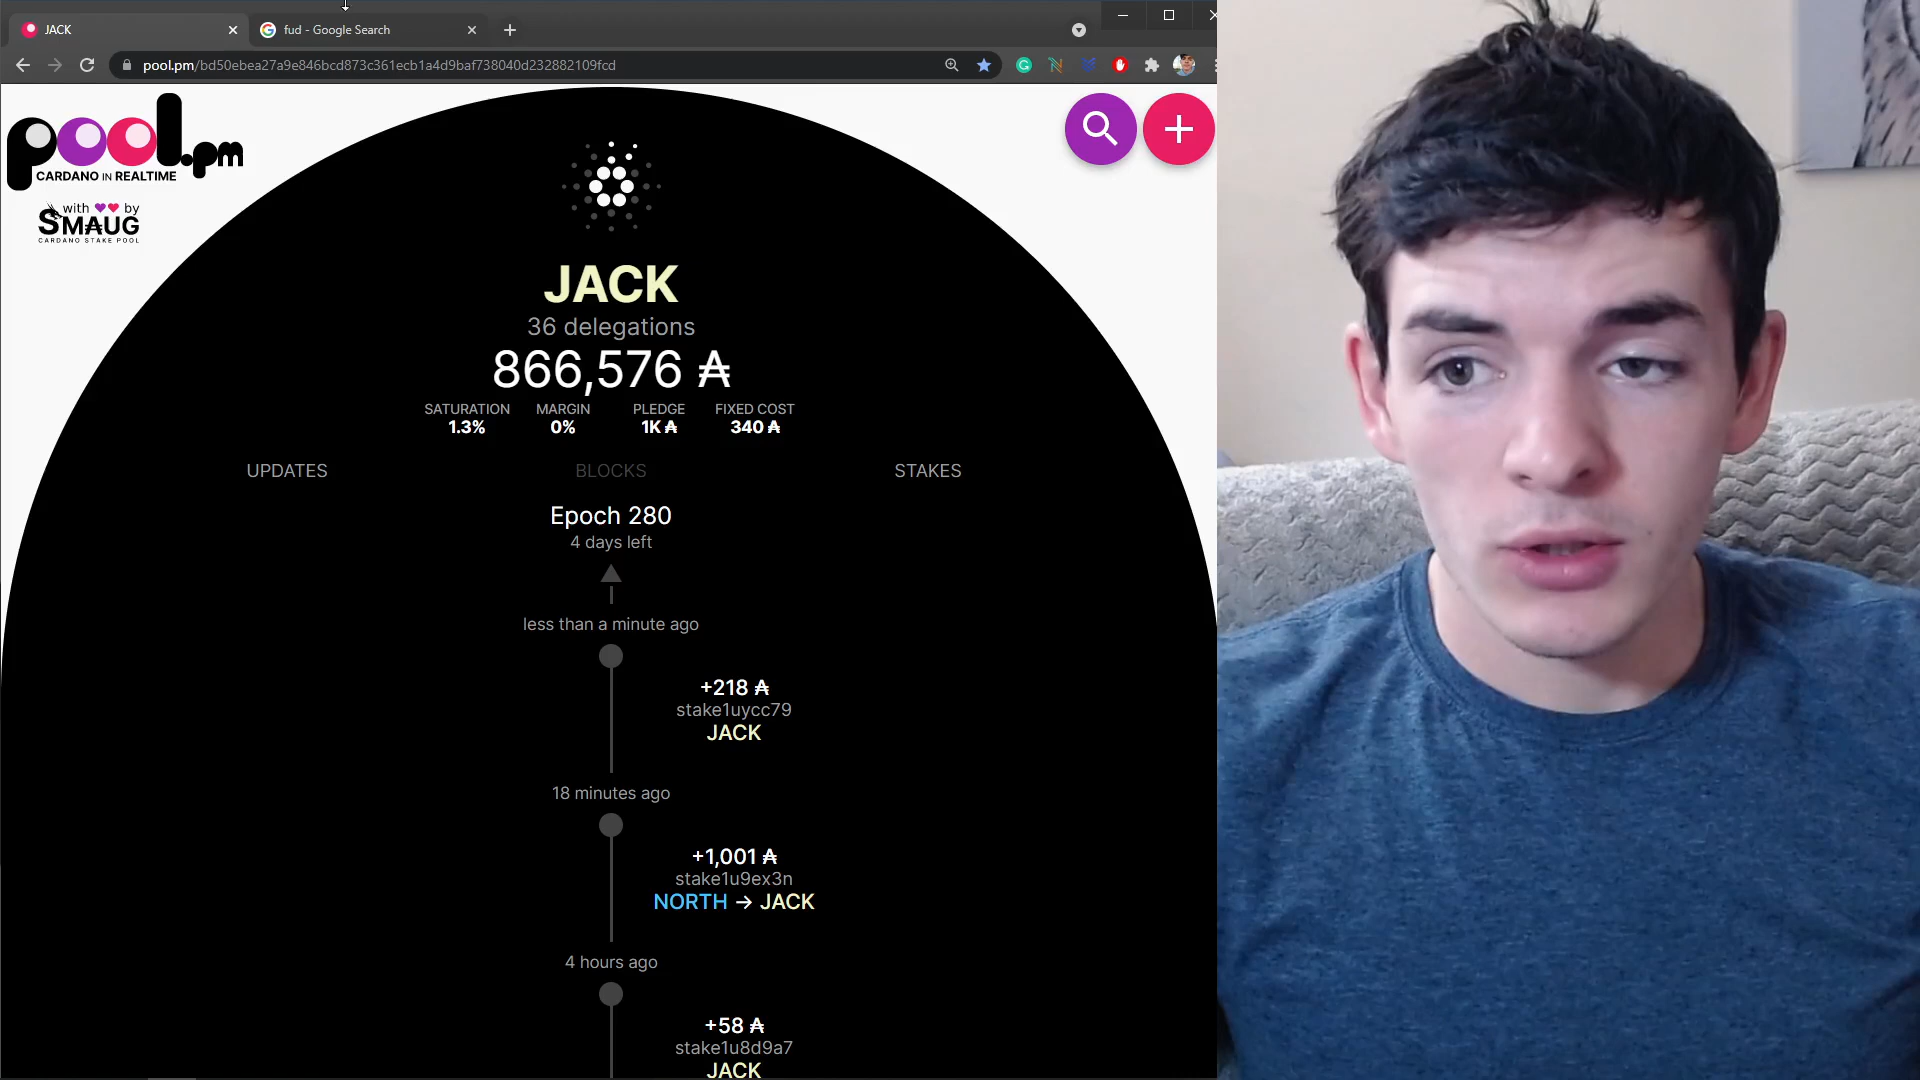 JACK
fud - Google Search
pool.pm/bd50ebea27a9e846bcd873c361ecb1a4d9baf738040d232882109fcd
pool.pm
CARDANO IN REALTIME
with by
SMAUG
CARDANO STAKE POOL
JACK
36 delegations
866,576 ₳
SATURATION MARGIN PLEDGE FIXED COST
1.3% 0% 1K ₳ 340 ₳
UPDATES BLOCKS STAKES
Epoch 280
4 days left
less than a minute ago
+218 ₳
stake1uycc79
JACK
18 minutes ago
+1,001 ₳
stake1u9ex3n
NORTH → JACK
4 hours ago
+58 ₳
stake1u8d9a7
JACK